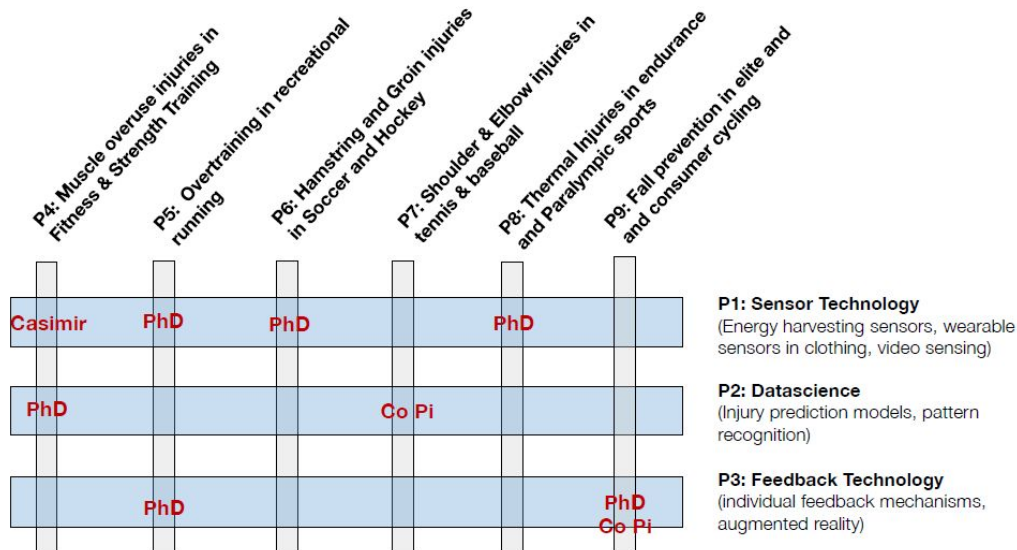 P4: Muscle overuse injuries in
Fitness & Strength Training
P5: Overtraining in recreational
running
P6: Hamstring and Groin injuries
in Soccer and Hockey
P7: Shoulder & Elbow injuries in
tennis & baseball
P8: Thermal Injuries in endurance
and Paralympic sports
P9: Fall prevention in elite and
and consumer cycling
Casimir PhD PhD PhD
P1: Sensor Technology
(Energy harvesting sensors, wearable
sensors in clothing, video sensing)
PhD Co Pi
P2: Datascience
(Injury prediction models, pattern
recognition)
PhD PhD
Co Pi
P3: Feedback Technology
(individual feedback mechanisms,
augmented reality)